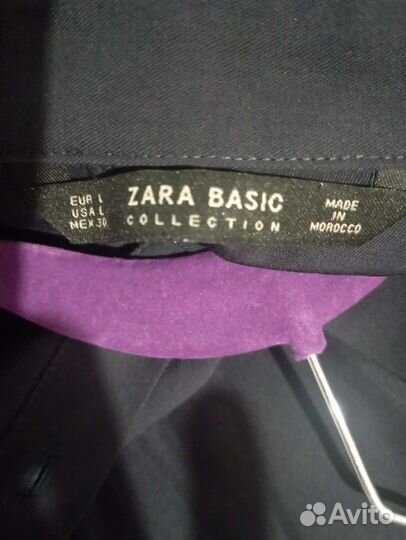 EUR L
USA L
MEX 30
ZARA BASIC
COLLECTION
MADE
IN
MOROCCO
Avito